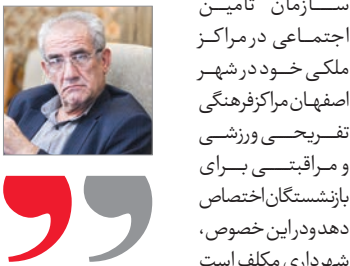 سازمان تامین
اجتماعی در مراکز
ملکی خود در شهر
اصفهان مراکز فرهنگی
تفریحی ورزشی
و مراقبتی برای
بازنشستگان اختصاص
دهد و در این خصوص،
شهرداری مکلف است